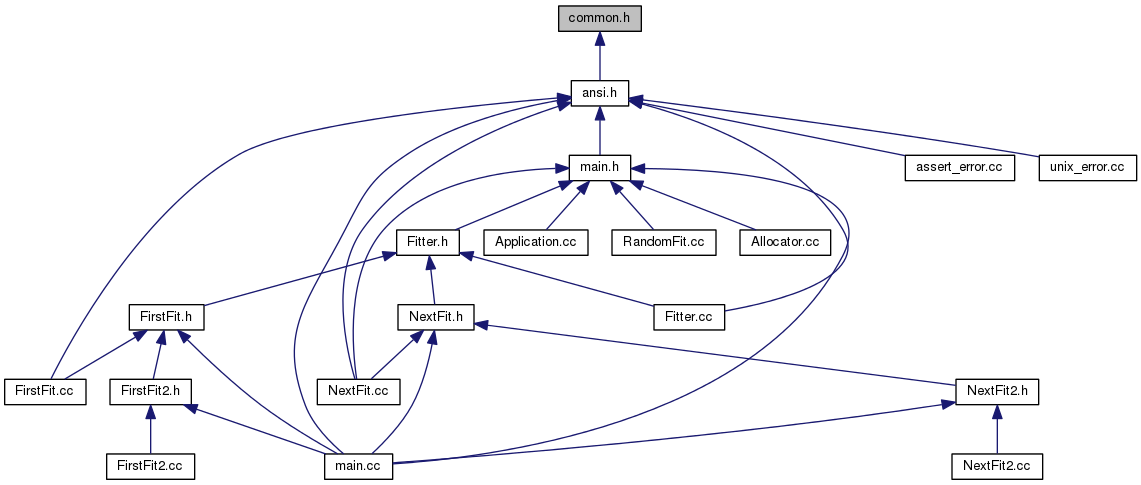 common.h
ansi.h
main.h
assert_error.cc
unix_error.cc
Fitter.h
Application.cc
RandomFit.cc
Allocator.cc
FirstFit.h
NextFit.h
Fitter.cc
FirstFit.cc
FirstFit2.h
NextFit.cc
NextFit2.h
FirstFit2.cc
main.cc
NextFit2.cc